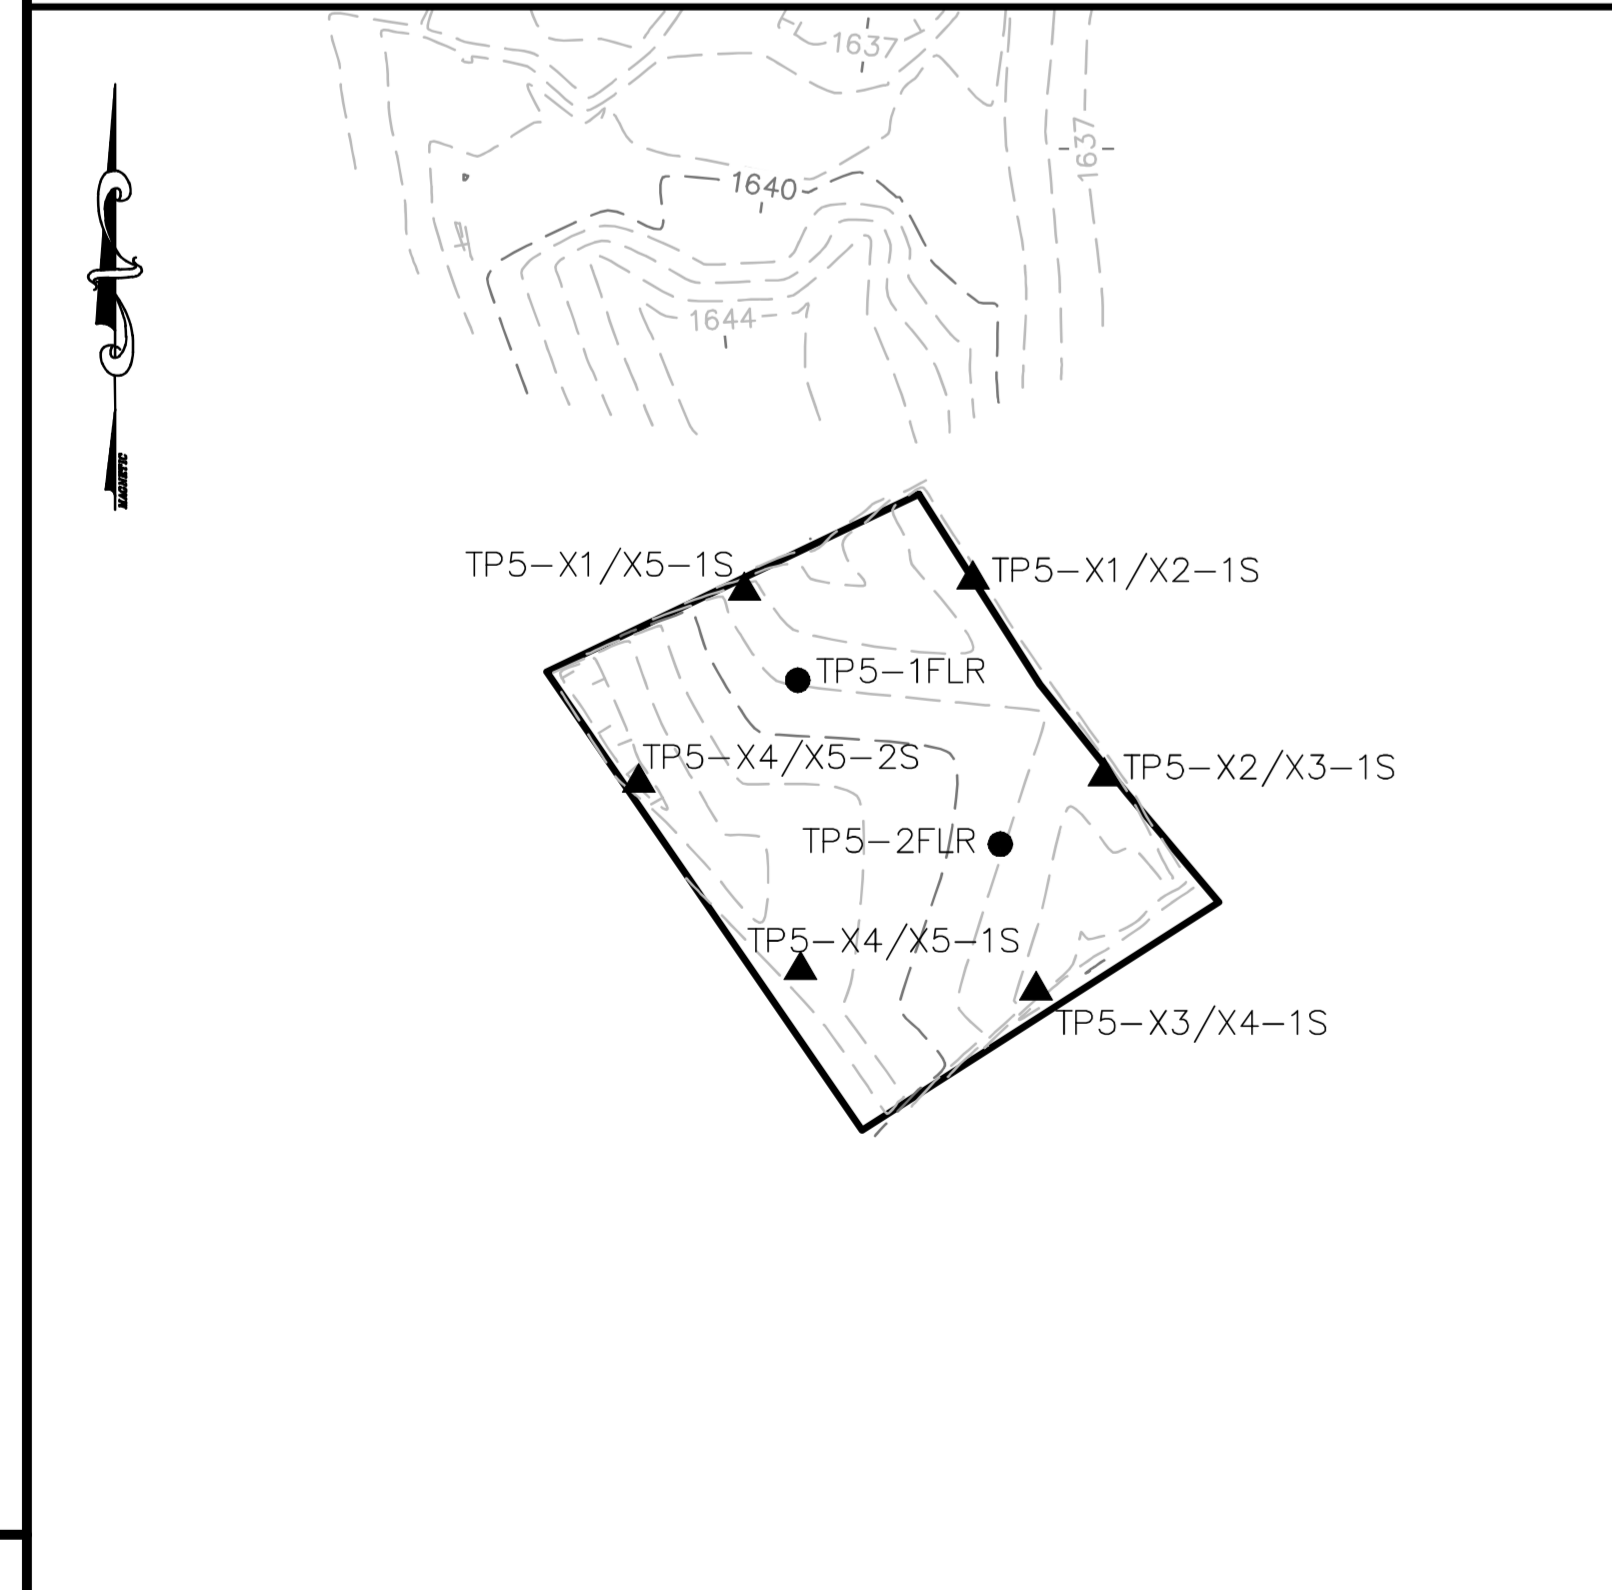 1637
1637
1640
1644
MAGNETIC
TP5-X1/X5-1S
TP5-X1/X2-1S
TP5-1FLR
TP5-X4/X5-2S
TP5-X2/X3-1S
TP5-2FLR
TP5-X4/X5-1S
TP5-X3/X4-1S